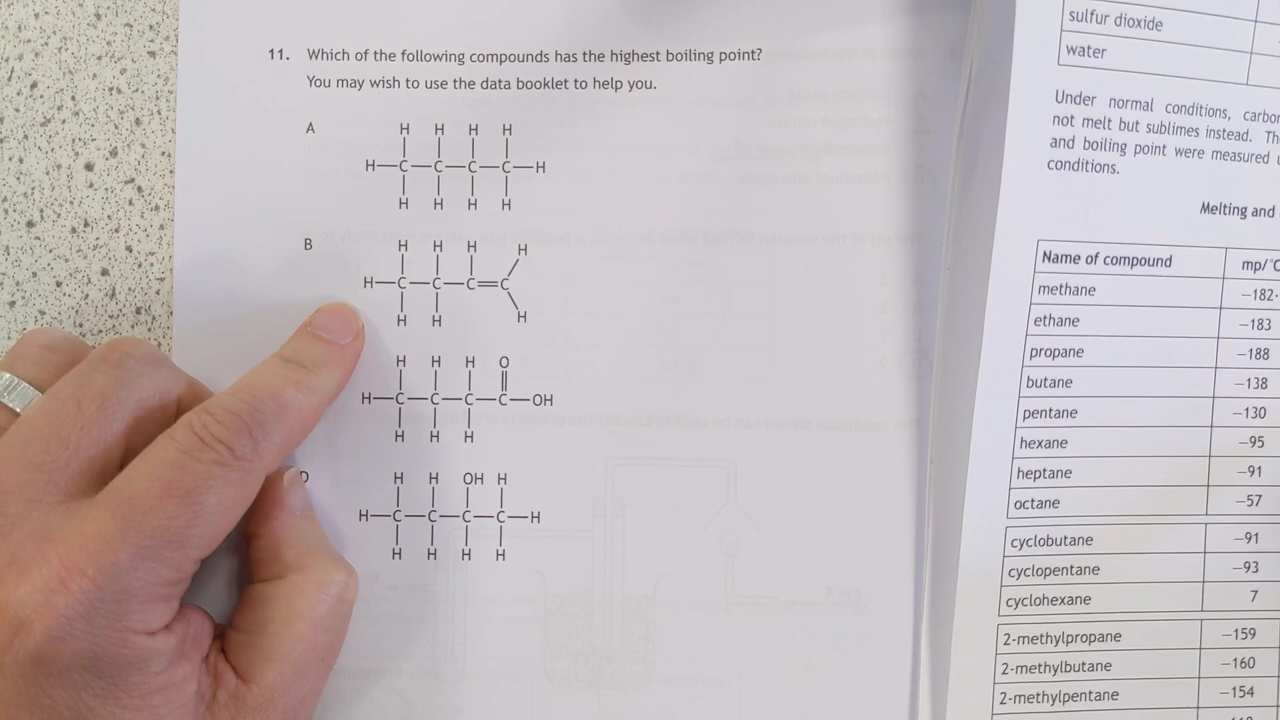 11. Which of the following compounds has the highest boiling point?
You may wish to use the data booklet to help you.
A
H H H H
H—C—C—C—C—H
H H H H
B
H H H H
H—C—C—C=C
H H H
H H H O
H—C—C—C—C—OH
H H H
D
H H OH H
H—C—C—C—C—H
H H H H
sulfur dioxide
water
Under normal conditions,
not melt but sublimes instead.
and boiling point were measured
conditions.
Melting and
Name of compound mp/°C
methane −182·
ethane −183
propane −188
butane −138
pentane −130
hexane −95
heptane −91
octane −57
cyclobutane −91
cyclopentane −93
cyclohexane 7
2-methylpropane −159
2-methylbutane −160
2-methylpentane −154